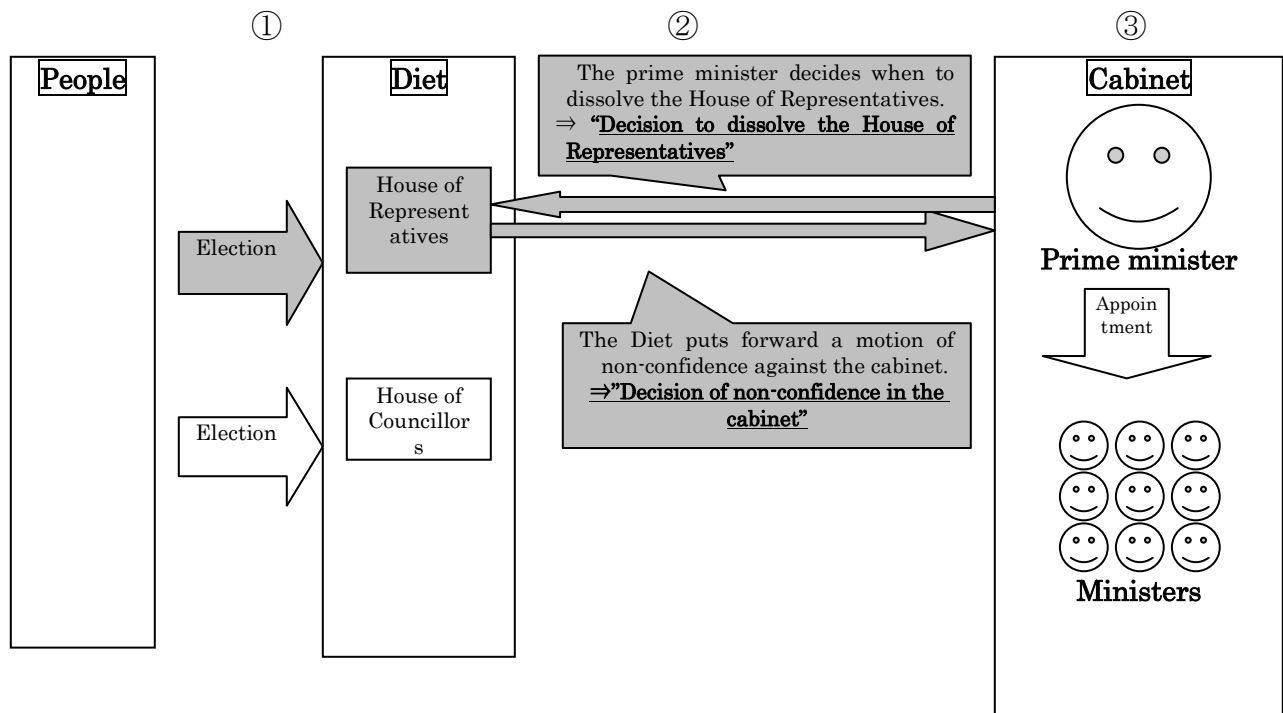 ①
②
③
People
Diet
Cabinet
The prime minister decides when to
dissolve the House of Representatives.
⇒ “Decision to dissolve the House of
Representatives”
House of
Represent
atives
Election
Prime minister
Appoin
tment
The Diet puts forward a motion of
non-confidence against the cabinet.
⇒”Decision of non-confidence in the
cabinet”
House of
Councillor
s
Election
Ministers